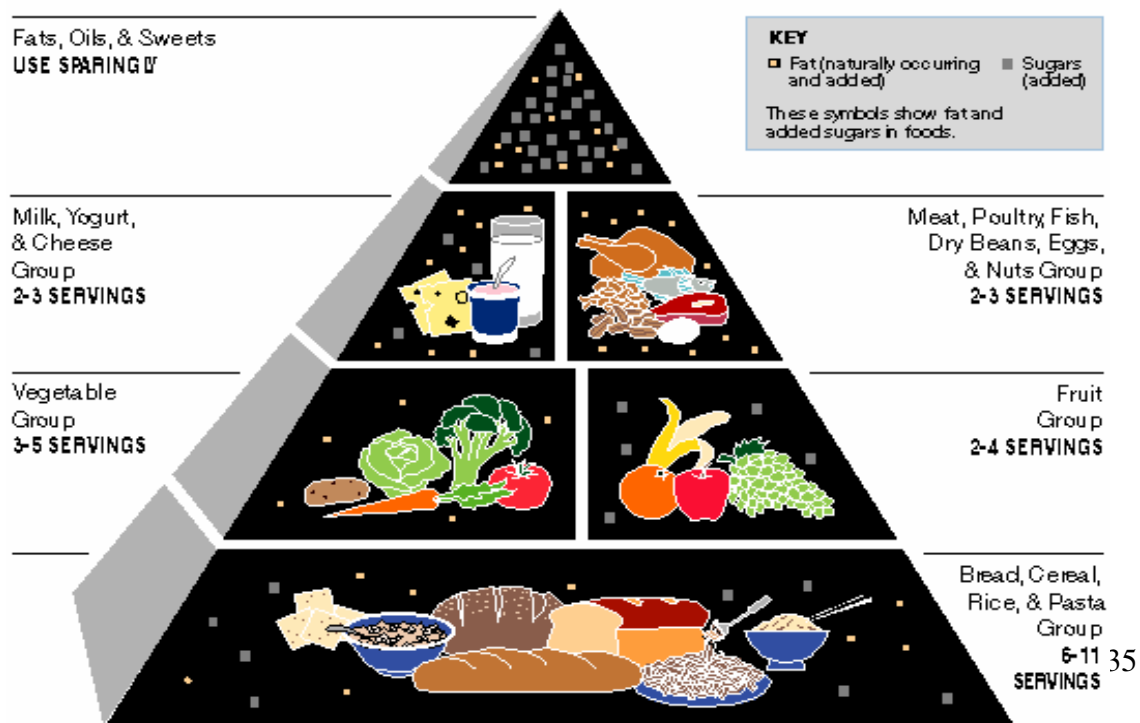 Fats, Oils, & Sweets
USE SPARINGLY
KEY
Fat (naturally occurring and added)
Sugars (added)
These symbols show fat and
added sugars in foods.
Milk, Yogurt,
& Cheese
Group
2-3 SERVINGS
Meat, Poultry, Fish,
Dry Beans, Eggs,
& Nuts Group
2-3 SERVINGS
Vegetable
Group
3-5 SERVINGS
Fruit
Group
2-4 SERVINGS
Bread, Cereal,
Rice, & Pasta
Group
6-11
SERVINGS
35